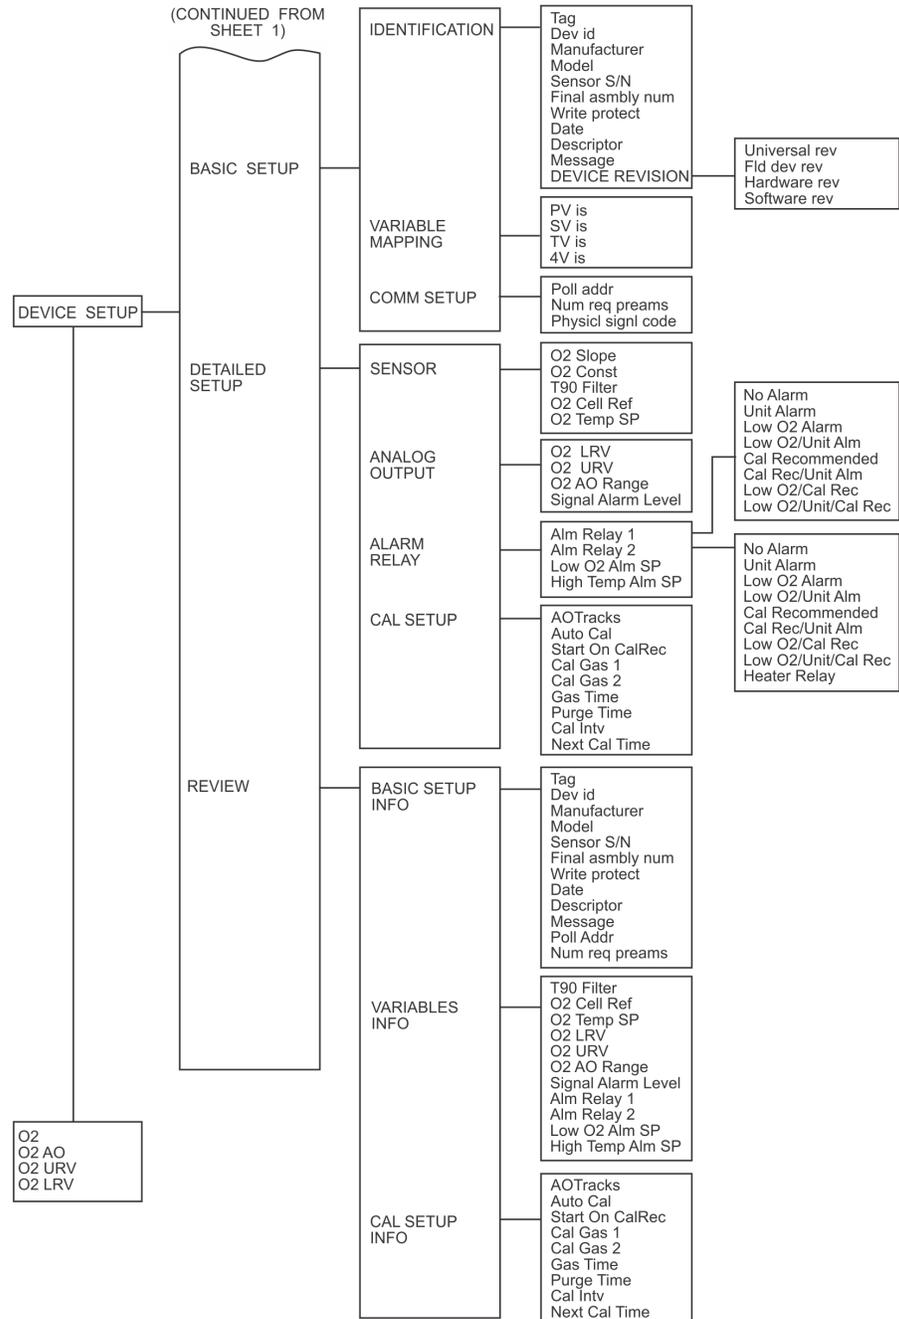 (CONTINUED FROM
SHEET 1)
DEVICE SETUP
O2
O2 AO
O2 URV
O2 LRV
BASIC SETUP
DETAILED
SETUP
REVIEW
IDENTIFICATION
VARIABLE
MAPPING
COMM SETUP
Tag
Dev id
Manufacturer
Model
Sensor S/N
Final asmbly num
Write protect
Date
Descriptor
Message
DEVICE REVISION
Universal rev
Fld dev rev
Hardware rev
Software rev
PV is
SV is
TV is
4V is
Poll addr
Num req preams
Physicl signl code
SENSOR
ANALOG
OUTPUT
ALARM
RELAY
CAL SETUP
O2 Slope
O2 Const
T90 Filter
O2 Cell Ref
O2 Temp SP
O2 LRV
O2 URV
O2 AO Range
Signal Alarm Level
Alm Relay 1
Alm Relay 2
Low O2 Alm SP
High Temp Alm SP
No Alarm
Unit Alarm
Low O2 Alarm
Low O2/Unit Alm
Cal Recommended
Cal Rec/Unit Alm
Low O2/Cal Rec
Low O2/Unit/Cal Rec
No Alarm
Unit Alarm
Low O2 Alarm
Low O2/Unit Alm
Cal Recommended
Cal Rec/Unit Alm
Low O2/Cal Rec
Low O2/Unit/Cal Rec
Heater Relay
AOTracks
Auto Cal
Start On CalRec
Cal Gas 1
Cal Gas 2
Gas Time
Purge Time
Cal Intv
Next Cal Time
BASIC SETUP
INFO
VARIABLES
INFO
CAL SETUP
INFO
Tag
Dev id
Manufacturer
Model
Sensor S/N
Final asmbly num
Write protect
Date
Descriptor
Message
Poll Addr
Num req preams
T90 Filter
O2 Cell Ref
O2 Temp SP
O2 LRV
O2 URV
O2 AO Range
Signal Alarm Level
Alm Relay 1
Alm Relay 2
Low O2 Alm SP
High Temp Alm SP
AOTracks
Auto Cal
Start On CalRec
Cal Gas 1
Cal Gas 2
Gas Time
Purge Time
Cal Intv
Next Cal Time